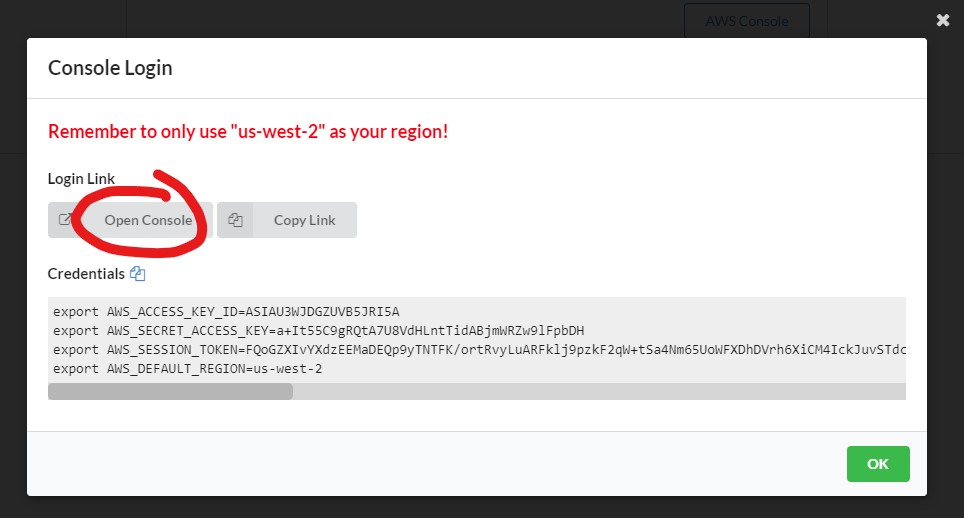 AWS Console
Console Login
Remember to only use "us-west-2" as your region!
Login Link
Open Console
Copy Link
Credentials
export AWS_ACCESS_KEY_ID=ASIAU3WJDGZUVB5JRI5A
export AWS_SECRET_ACCESS_KEY=a+It55C9gRQtA7U8VdHLntTidABjmWRZw9lFpbDH
export AWS_SESSION_TOKEN=FQoGZXIvYXdzEEMaDEQp9yTNTFK/ortRvyLuARFklj9pzkF2qW+tSa4Nm65UoWFXDhDVrh6XiCM4IckJuvSTdc
export AWS_DEFAULT_REGION=us-west-2
OK